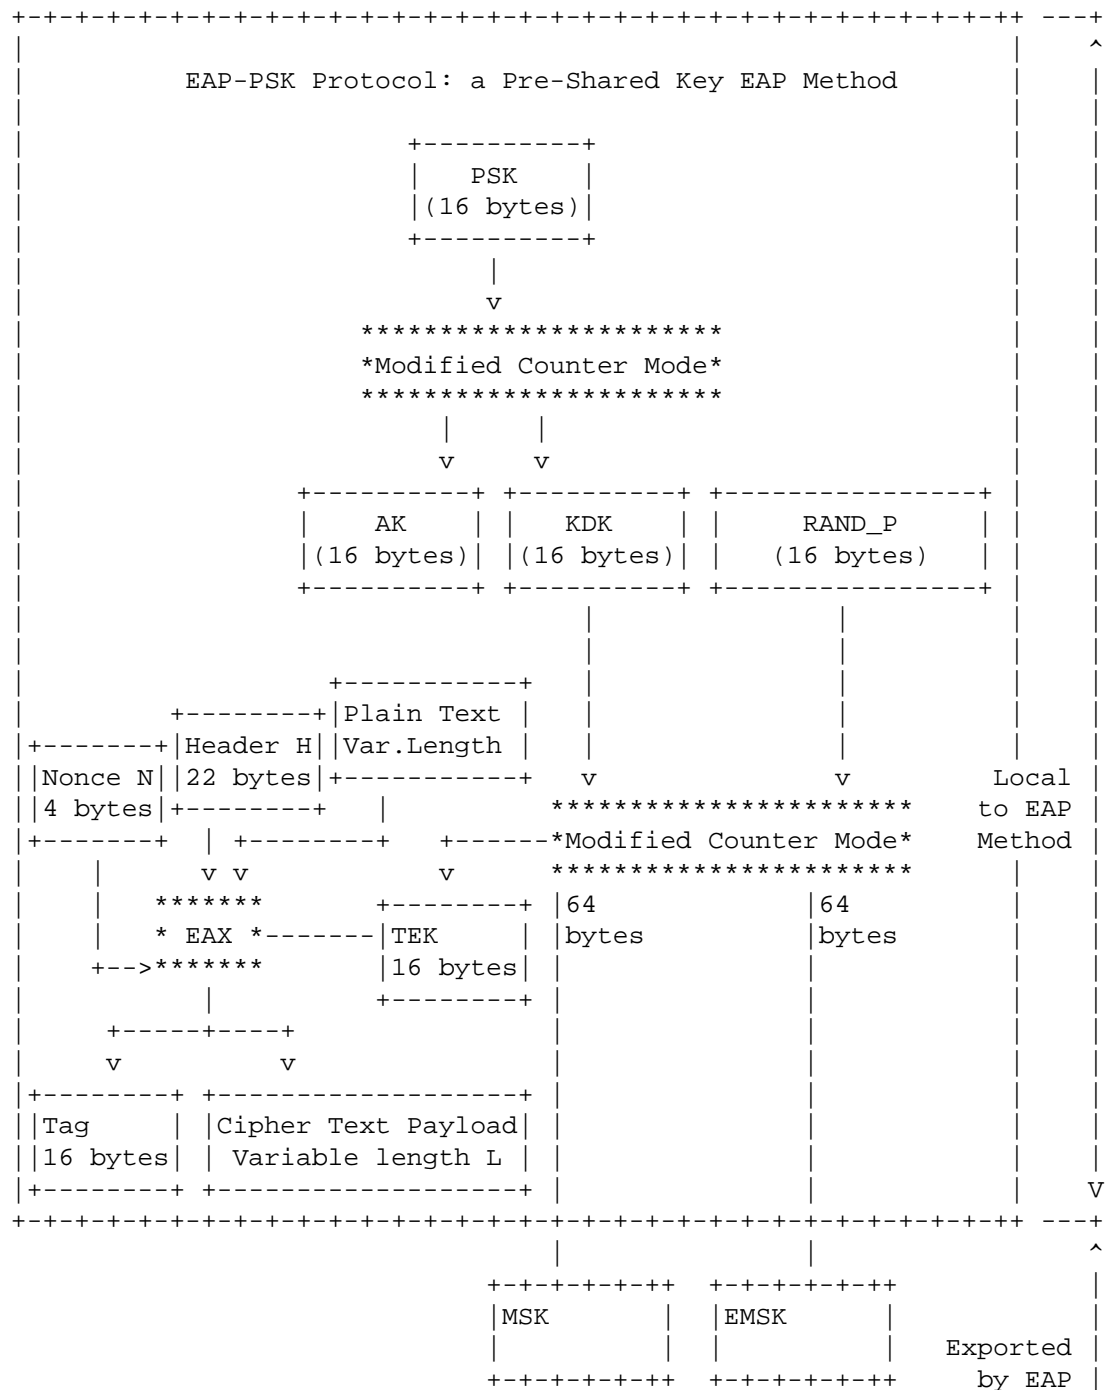 EAP-PSK Protocol: a Pre-Shared Key EAP Method
PSK
(16 bytes)
v
***********************
*Modified Counter Mode*
***********************
v v
AK KDK RAND_P
(16 bytes) (16 bytes) (16 bytes)
Plain Text
Header H Var.Length
Nonce N 22 bytes v v Local
4 bytes *********************** to EAP
*Modified Counter Mode* Method
v v v ***********************
******* 64 64
* EAX * TEK bytes bytes
******* 16 bytes
v v
Tag Cipher Text Payload
16 bytes Variable length L
V
MSK EMSK
Exported
by EAP